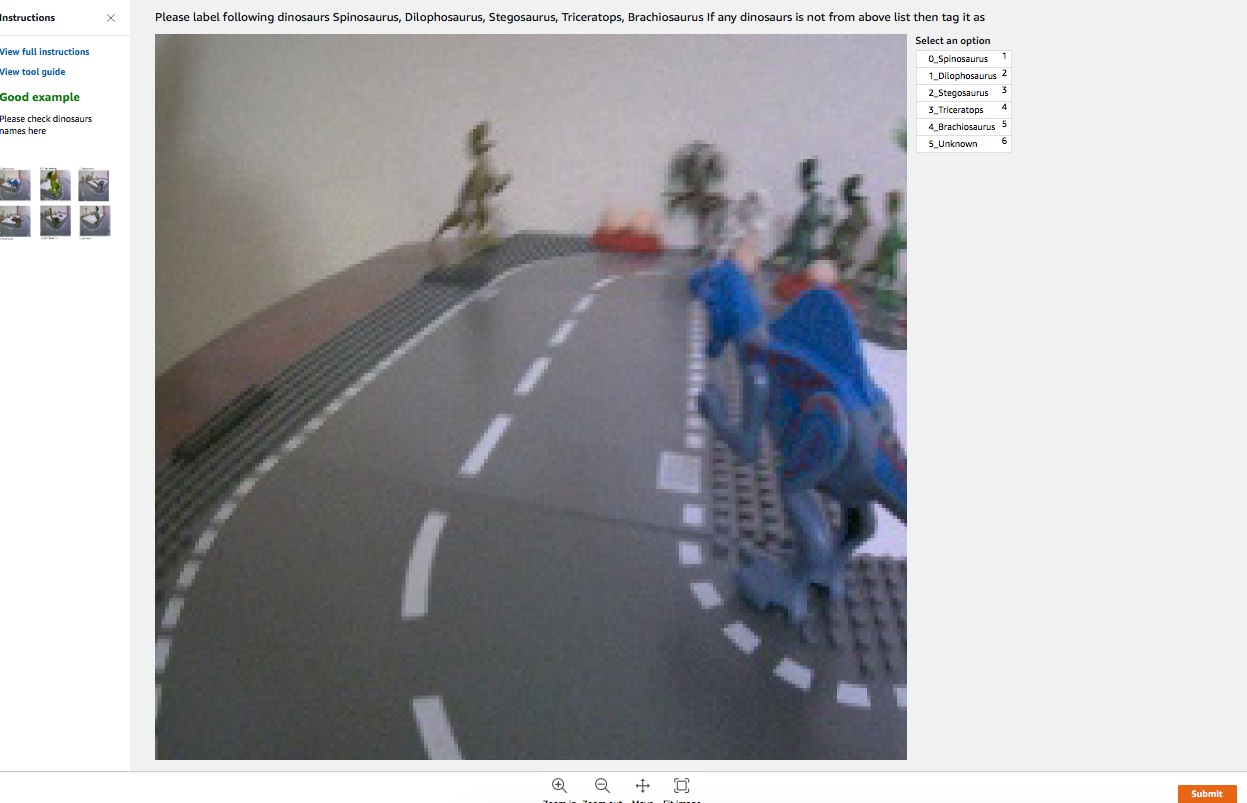 Instructions
View full instructions
View tool guide
Good example
Please check dinosaurs
names here
Please label following dinosaurs Spinosaurus, Dilophosaurus, Stegosaurus, Triceratops, Brachiosaurus If any dinosaurs is not from above list then tag it as
Select an option
0_Spinosaurus 1
1_Dilophosaurus 2
2_Stegosaurus 3
3_Triceratops 4
4_Brachiosaurus 5
5_Unknown 6
Zoom in Zoom out Move Fit image
Submit